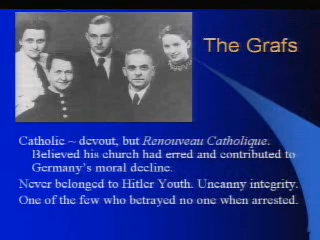 The Grafs
Catholic – devout, but Renouveau Catholique.
Believed his church had erred and contributed to
Germany's moral decline.
Never belonged to Hitler Youth. Uncanny integrity.
One of the few who betrayed no one when arrested.